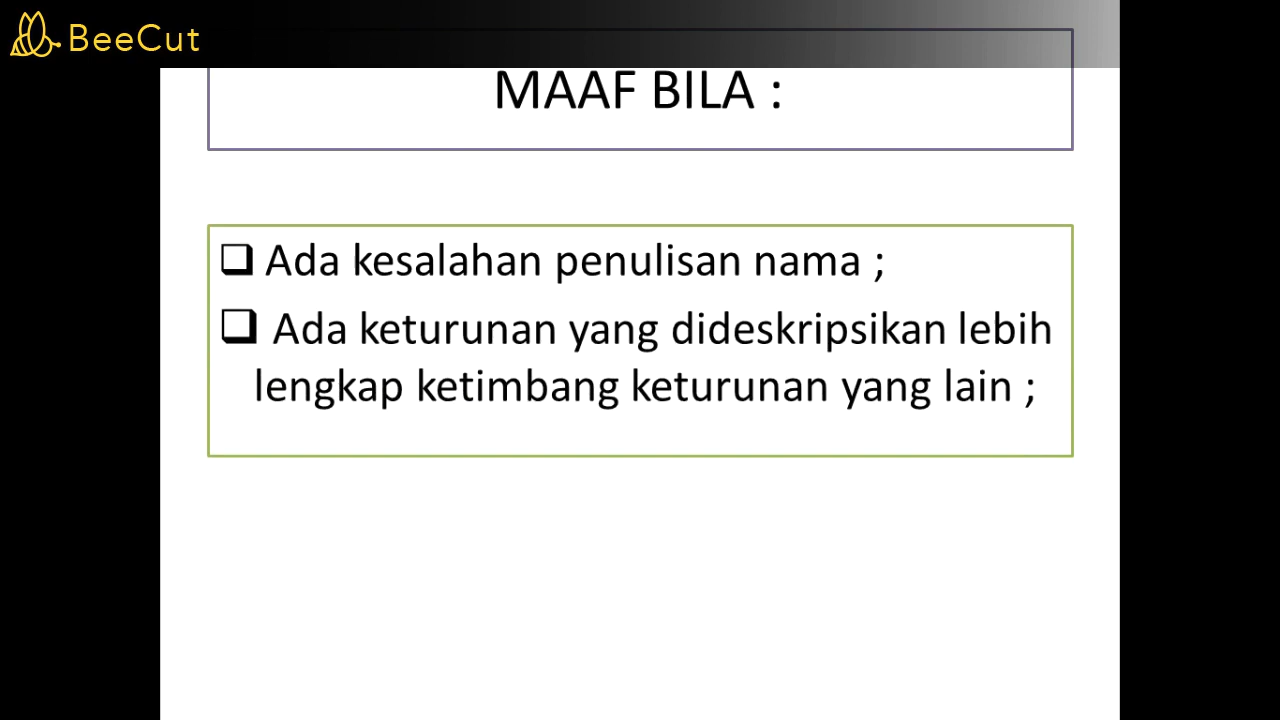 BeeCut
MAAF BILA :
❑ Ada kesalahan penulisan nama ;
❑ Ada keturunan yang dideskripsikan lebih
lengkap ketimbang keturunan yang lain ;